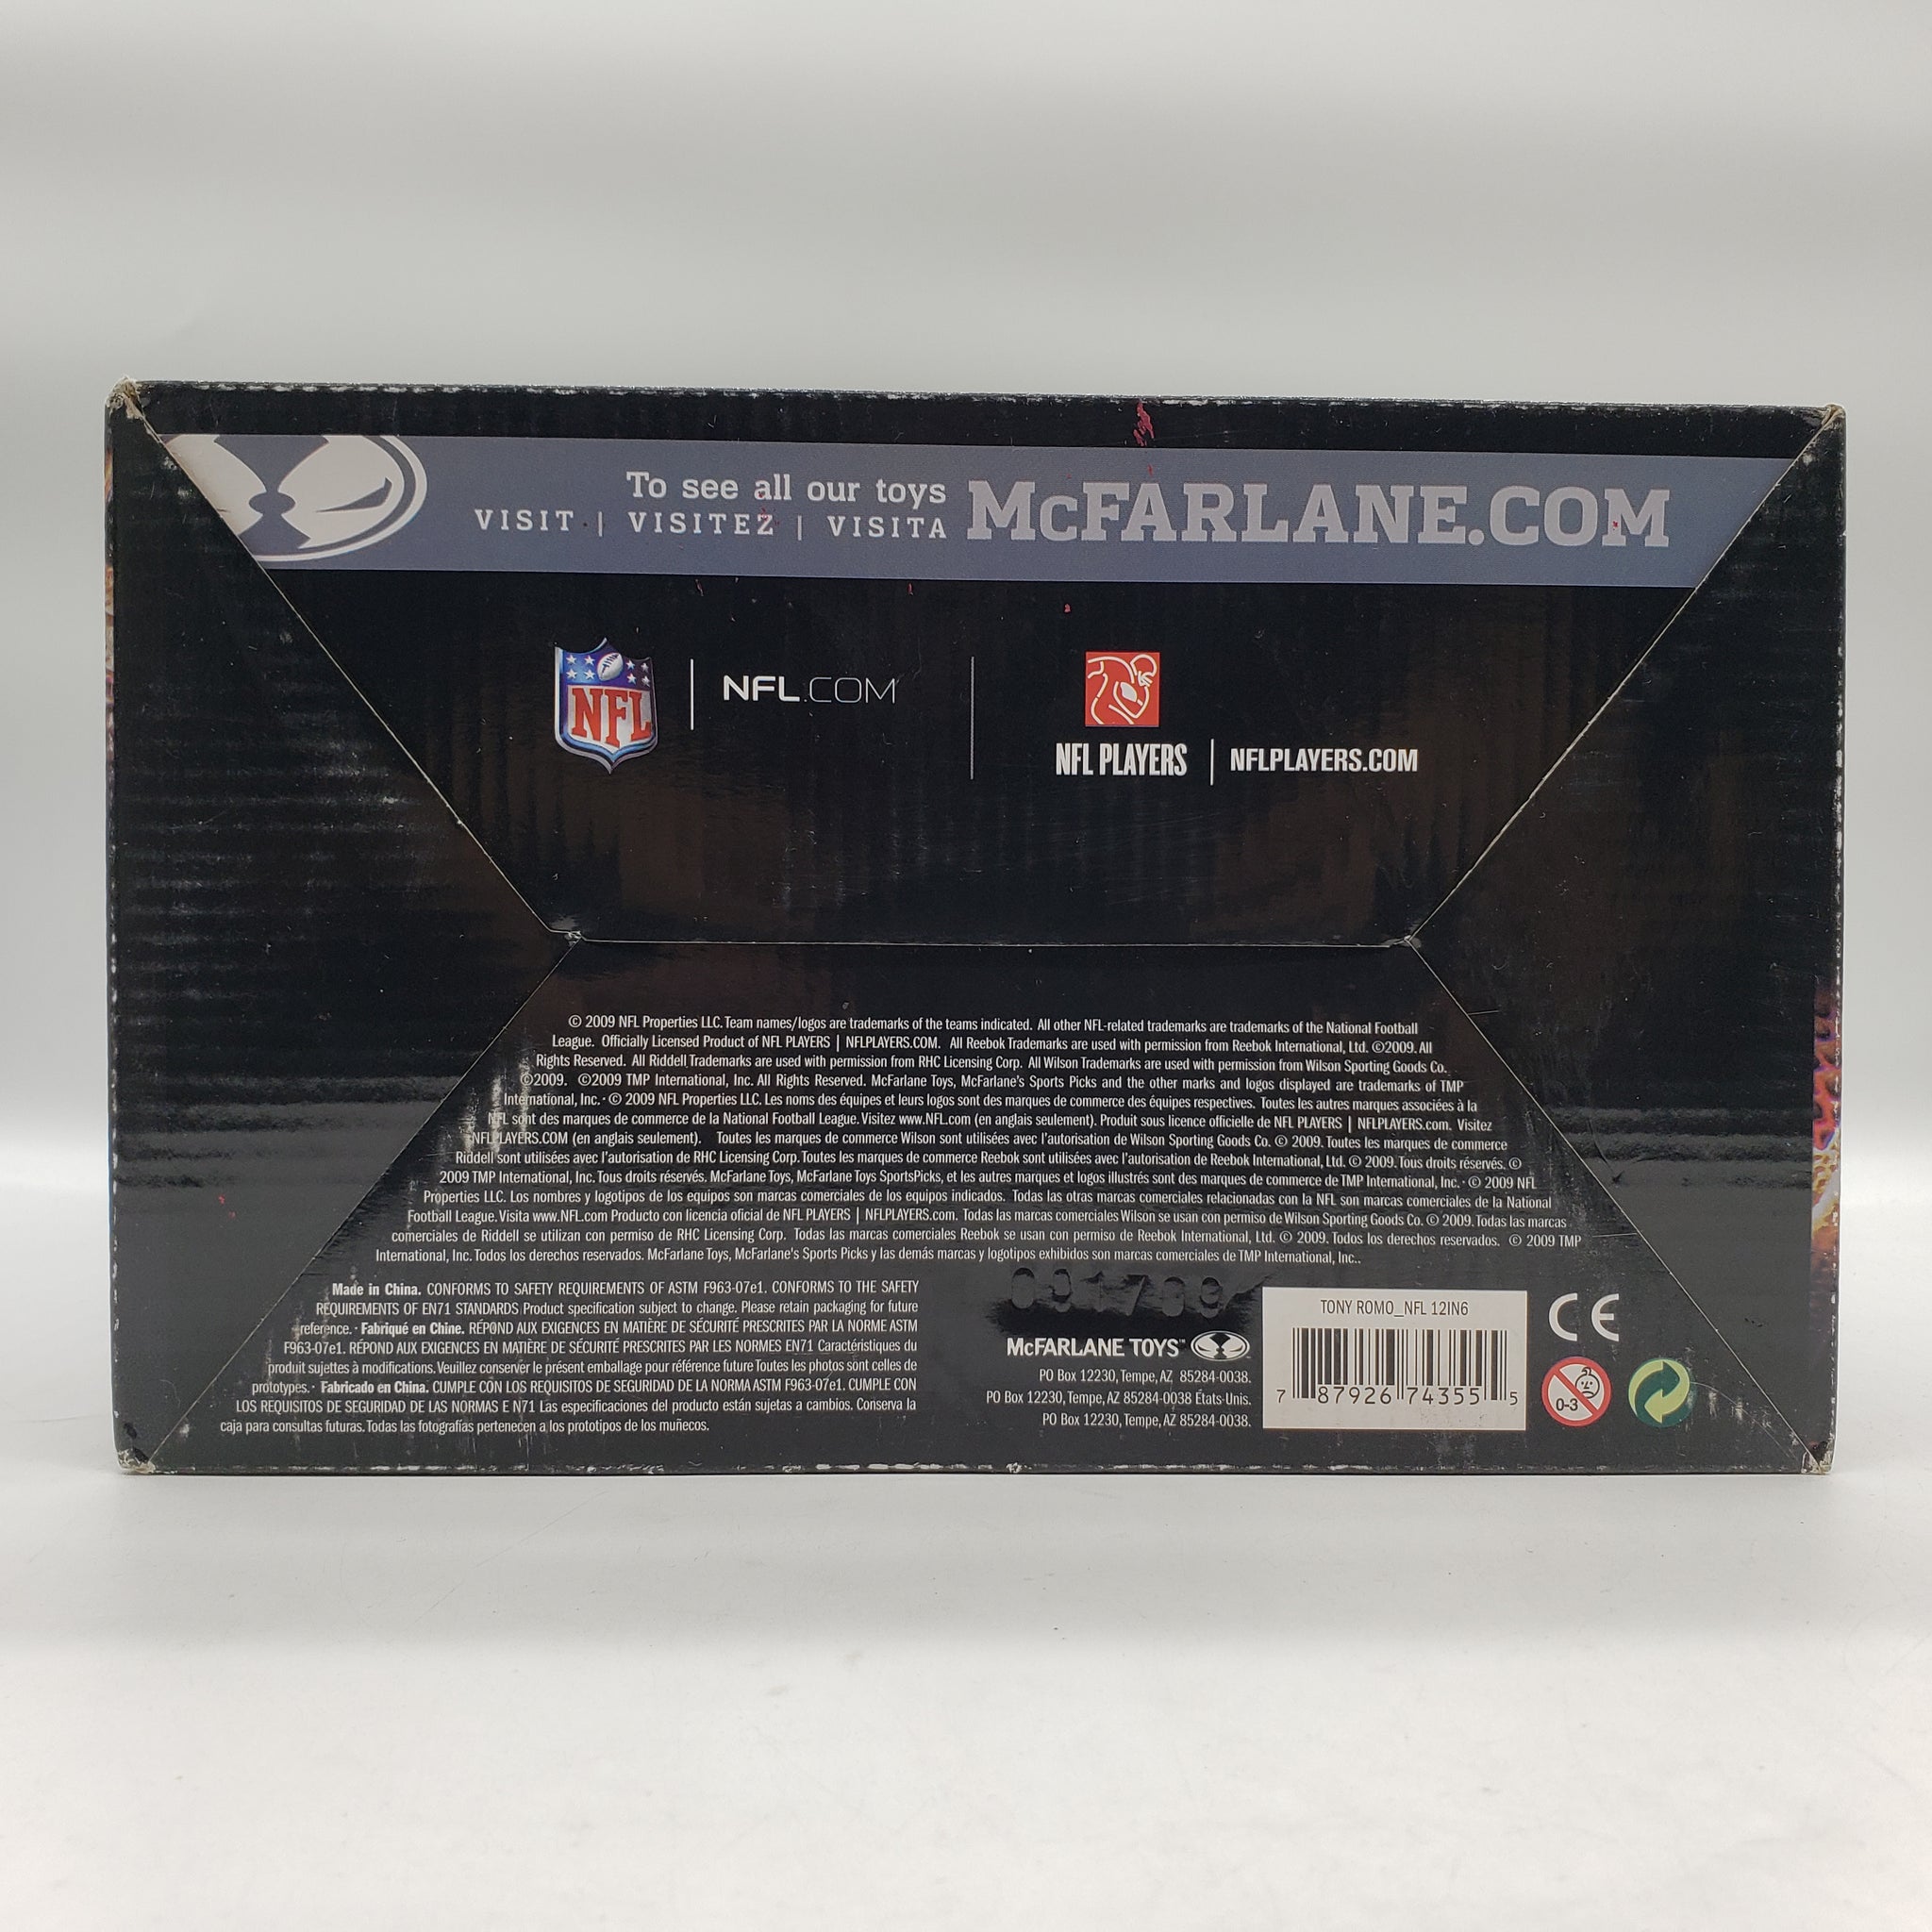 To see all our toys
VISIT | VISITEZ | VISITA
McFARLANE.COM
NFL
NFL.COM
NFL PLAYERS
NFLPLAYERS.COM
© 2009 NFL Properties LLC. Team names/logos are trademarks of the teams indicated. All other NFL-related trademarks are trademarks of the National Football
League. Officially Licensed Product of NFL PLAYERS | NFLPLAYERS.COM. All Reebok Trademarks are used with permission from Reebok International, Ltd. ©2009. All
Rights Reserved. All Riddell Trademarks are used with permission from RHC Licensing Corp. All Wilson Trademarks are used with permission from Wilson Sporting Goods Co.
©2009. ©2009 TMP International, Inc. All Rights Reserved. McFarlane Toys, McFarlane's Sports Picks and the other marks and logos displayed are trademarks of TMP
International, Inc. · © 2009 NFL Properties LLC. Les noms des équipes et leurs logos sont des marques de commerce des équipes respectives. Toutes les autres marques associées à la
NFL sont des marques de commerce de la National Football League. Visitez www.NFL.com (en anglais seulement). Produit sous licence officielle de NFL PLAYERS | NFLPLAYERS.com. Visitez
NFLPLAYERS.COM (en anglais seulement). Toutes les marques de commerce Wilson sont utilisées avec l'autorisation de Wilson Sporting Goods Co. © 2009. Toutes les marques de commerce
Riddell sont utilisées avec l'autorisation de RHC Licensing Corp. Toutes les marques de commerce Reebok sont utilisées avec l'autorisation de Reebok International, Ltd. © 2009. Tous droits réservés. ©
2009 TMP International, Inc. Tous droits réservés. McFarlane Toys, McFarlane Toys SportsPicks, et les autres marques et logos illustrés sont des marques de commerce de TMP International, Inc. · © 2009 NFL
Properties LLC. Los nombres y logotipos de los equipos son marcas comerciales de los equipos indicados. Todas las otras marcas comerciales relacionadas con la NFL son marcas comerciales de la National
Football League. Visita www.NFL.com Producto con licencia oficial de NFL PLAYERS | NFLPLAYERS.com. Todas las marcas comerciales Wilson se usan con permiso de Wilson Sporting Goods Co. © 2009. Todas las marcas
comerciales de Riddell se utilizan con permiso de RHC Licensing Corp. Todas las marcas comerciales Reebok se usan con permiso de Reebok International, Ltd. © 2009. Todos los derechos reservados. © 2009 TMP
International, Inc. Todos los derechos reservados. McFarlane Toys, McFarlane's Sports Picks y las demás marcas y logotipos exhibidos son marcas comerciales de TMP International, Inc..
Made in China. CONFORMS TO SAFETY REQUIREMENTS OF ASTM F963-07e1. CONFORMS TO THE SAFETY
REQUIREMENTS OF EN71 STANDARDS Product specification subject to change. Please retain packaging for future
reference. · Fabriqué en Chine. RÉPOND AUX EXIGENCES EN MATIÈRE DE SÉCURITÉ PRESCRITES PAR LA NORME ASTM
F963-07e1. RÉPOND AUX EXIGENCES EN MATIÈRE DE SÉCURITÉ PRESCRITES PAR LES NORMES EN71 Caractéristiques du
produit sujettes à modifications. Veuillez conserver le présent emballage pour référence future Toutes les photos sont celles de
prototypes. · Fabricado en China. CUMPLE CON LOS REQUISITOS DE SEGURIDAD DE LA NORMA ASTM F963-07e1. CUMPLE CON
LOS REQUISITOS DE SEGURIDAD DE LAS NORMAS E N71 Las especificaciones del producto están sujetas a cambios. Conserva la
caja para consultas futuras. Todas las fotografías pertenecen a los prototipos de los muñecos.
McFARLANE TOYS™
PO Box 12230, Tempe, AZ 85284-0038.
PO Box 12230, Tempe, AZ 85284-0038 États-Unis.
PO Box 12230, Tempe, AZ 85284-0038.
TONY ROMO_NFL 12IN6
7 87926 74355 5
CE
0-3